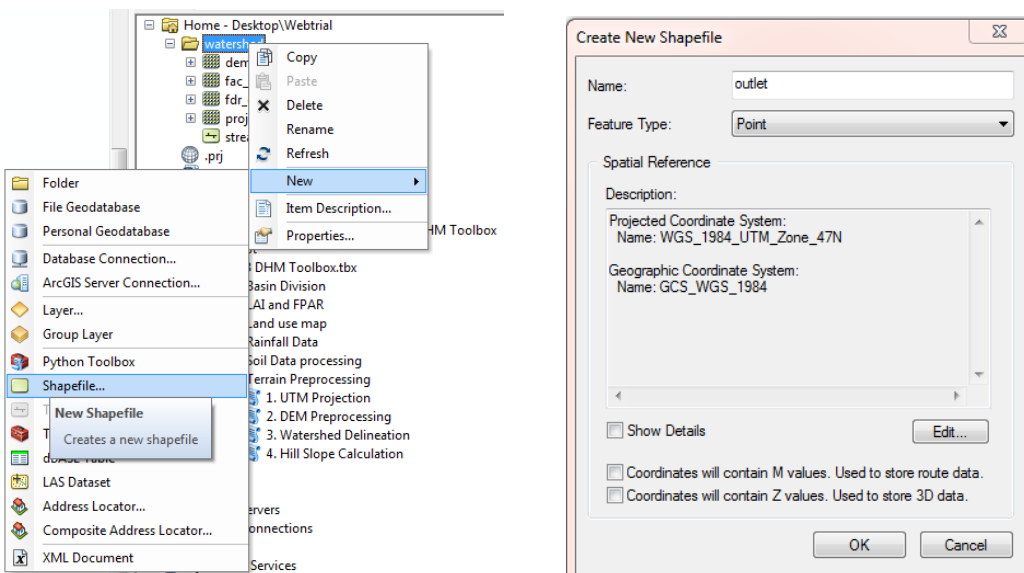 Home - Desktop\Webtrial
watershed
dem
fac_
fdr_
proj
strea
.prj
Copy
Paste
Delete
Rename
Refresh
New
Item Description...
Properties...
HM Toolbox
DHM Toolbox.tbx
Basin Division
LAI and FPAR
Land use map
Rainfall Data
Soil Data processing
Terrain Preprocessing
1. UTM Projection
2. DEM Preprocessing
3. Watershed Delineation
4. Hill Slope Calculation
ervers
onnections
Services
Folder
File Geodatabase
Personal Geodatabase
Database Connection...
ArcGIS Server Connection...
Layer...
Group Layer
Python Toolbox
Shapefile...
New Shapefile
Creates a new shapefile
dBASE Table
LAS Dataset
Address Locator...
Composite Address Locator...
XML Document
Create New Shapefile
Name: outlet
Feature Type: Point
Spatial Reference
Description:
Projected Coordinate System:
Name: WGS_1984_UTM_Zone_47N
Geographic Coordinate System:
Name: GCS_WGS_1984
Show Details
Edit...
Coordinates will contain M values. Used to store route data.
Coordinates will contain Z values. Used to store 3D data.
OK Cancel